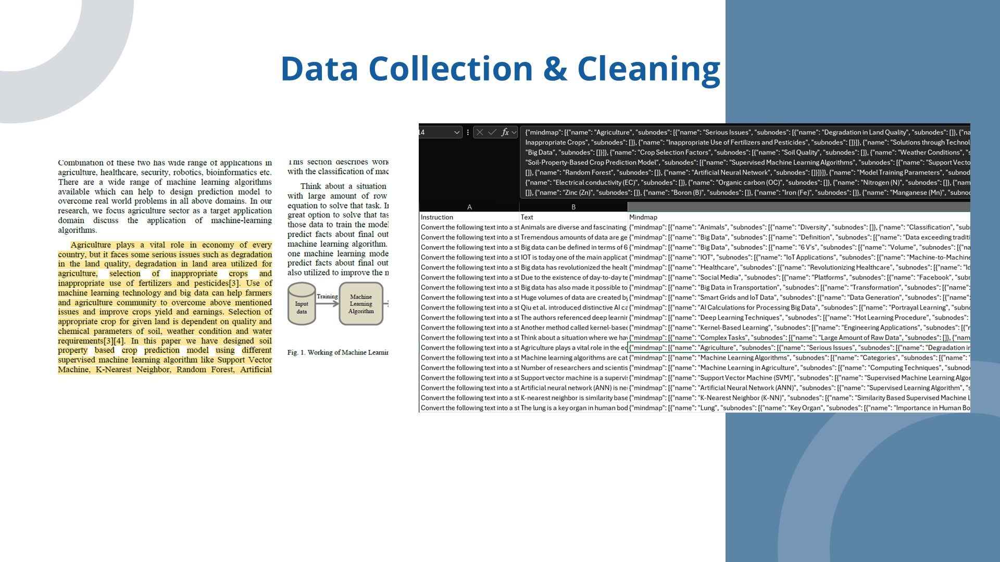 Data Collection & Cleaning
Combination of these two has wide range of applications in
agriculture, healthcare, security, robotics, bioinformatics etc.
There are a wide range of machine learning algorithms
available which can help to design prediction model to
overcome real world problems in all above domains. In our
research, we focus agriculture sector as a target application
domain discuss the application of machine-learning
algorithms.
Agriculture plays a vital role in economy of every
country, but it faces some serious issues such as degradation
in the land quality, degradation in land area utilized for
agriculture, selection of inappropriate crops and
inappropriate use of fertilizers and pesticides[3]. Use of
machine learning technology and big data can help farmers
and agriculture community to overcome above mentioned
issues and improve crops yield and earnings. Selection of
appropriate crop for given land is dependent on quality and
chemical parameters of soil, weather condition and water
requirements[3][4]. In this paper we have designed soil
property based crop prediction model using different
supervised machine learning algorithm like Support Vector
Machine, K-Nearest Neighbor, Random Forest, Artificial
This section describes work
with the classification of mac
Think about a situation
with large amount of row
equation to solve that task. I
great option to solve that tas
those data to train the model
predict facts about final out
machine learning algorithm.
one machine learning mode
predict facts about final out
also utilized to improve the
Input
data
Training
Machine
Learning
Algorithm
Fig. 1. Working of Machine Learnin
14
fx
{"mindmap": [{"name": "Agriculture", "subnodes": [{"name": "Serious Issues", "subnodes": [{"name": "Degradation in Land Quality", "subnodes": []}, {"na
Inappropriate Crops", "subnodes": []}, {"name": "Inappropriate Use of Fertilizers and Pesticides", "subnodes": []}]}, {"name": "Solutions through Technol
"Big Data", "subnodes": []}]}, {"name": "Crop Selection Factors", "subnodes": [{"name": "Soil Quality", "subnodes": []}, {"name": "Weather Conditions", "s
"Soil-Property-Based Crop Prediction Model", "subnodes": [{"name": "Supervised Machine Learning Algorithms", "subnodes": [{"name": "Support Vecto
[]}, {"name": "Random Forest", "subnodes": []}, {"name": "Artificial Neural Network", "subnodes": []}]}]}, {"name": "Model Training Parameters", "subnod
{"name": "Electrical conductivity (EC)", "subnodes": []}, {"name": "Organic carbon (OC)", "subnodes": []}, {"name": "Nitrogen (N)", "subnodes": []}, {"nam
[]}, {"name": "Zinc (Zn)", "subnodes": []}, {"name": "Boron (B)", "subnodes": []}, {"name": "Iron (Fe)", "subnodes": []}, {"name": "Manganese (Mn)", "subno
A B
Instruction Text Mindmap
Convert the following text into a st Animals are diverse and fascinating {"mindmap": [{"name": "Animals", "subnodes": [{"name": "Diversity", "subnodes": []}, {"name": "Classification", "sub
Convert the following text into a st Tremendous amounts of data are ge {"mindmap": [{"name": "Big Data", "subnodes": [{"name": "Definition", "subnodes": [{"name": "Data exceeding traditi
Convert the following text into a st Big data can be defined in terms of 6 {"mindmap": [{"name": "Big Data", "subnodes": [{"name": "6 V's", "subnodes": [{"name": "Volume", "subnodes": [{"na
Convert the following text into a st IOT is today one of the main applicat {"mindmap": [{"name": "IOT", "subnodes": [{"name": "IoT Applications", "subnodes": [{"name": "Machine-to-Machine
Convert the following text into a st Big data has revolutionized the healt {"mindmap": [{"name": "Healthcare", "subnodes": [{"name": "Revolutionizing Healthcare", "subnodes": [{"name": "Id
Convert the following text into a st Due to the existence of day-to-day te {"mindmap": [{"name": "Social Media", "subnodes": [{"name": "Platforms", "subnodes": [{"name": "Facebook", "sub
Convert the following text into a st Big data has also made it possible to {"mindmap": [{"name": "Big Data in Transportation", "subnodes": [{"name": "Transformation", "subnodes": [{"name":
Convert the following text into a st Huge volumes of data are created by {"mindmap": [{"name": "Smart Grids and IoT Data", "subnodes": [{"name": "Data Generation", "subnodes": [{"name": "
Convert the following text into a st Qiu et al. introduced distinctive AI ca {"mindmap": [{"name": "AI Calculations for Processing Big Data", "subnodes": [{"name": "Portrayal Learning", "subno
Convert the following text into a st The authors referenced deep learnin {"mindmap": [{"name": "Deep Learning Techniques", "subnodes": [{"name": "Hot Learning Procedure", "subnodes":
Convert the following text into a st Another method called kernel-based {"mindmap": [{"name": "Kernel-Based Learning", "subnodes": [{"name": "Engineering Applications", "subnodes": [{"n
Convert the following text into a st Think about a situation where we hav {"mindmap": [{"name": "Complex Tasks", "subnodes": [{"name": "Large Amount of Raw Data", "subnodes": []}, {"nam
Convert the following text into a st Agriculture plays a vital role in the ec {"mindmap": [{"name": "Agriculture", "subnodes": [{"name": "Serious Issues", "subnodes": [{"name": "Degradation in
Convert the following text into a st Machine learning algorithms are cat {"mindmap": [{"name": "Machine Learning Algorithms", "subnodes": [{"name": "Categories", "subnodes": [{"name": "
Convert the following text into a st Number of researchers and scientis {"mindmap": [{"name": "Machine Learning in Agriculture", "subnodes": [{"name": "Computing Techniques", "subnod
Convert the following text into a st Support vector machine is a supervis {"mindmap": [{"name": "Support Vector Machine (SVM)", "subnodes": [{"name": "Supervised Machine Learning Algor
Convert the following text into a st Artificial neural network (ANN) is ne {"mindmap": [{"name": "Artificial Neural Network (ANN)", "subnodes": [{"name": "Supervised Learning Algorithm", "s
Convert the following text into a st K-nearest neighbor is similarity base {"mindmap": [{"name": "K-Nearest Neighbor (K-NN)", "subnodes": [{"name": "Similarity Based Supervised Machine L
Convert the following text into a st The lung is a key organ in human bod {"mindmap": [{"name": "Lung", "subnodes": [{"name": "Key Organ", "subnodes": [{"name": "Importance in Human Bo